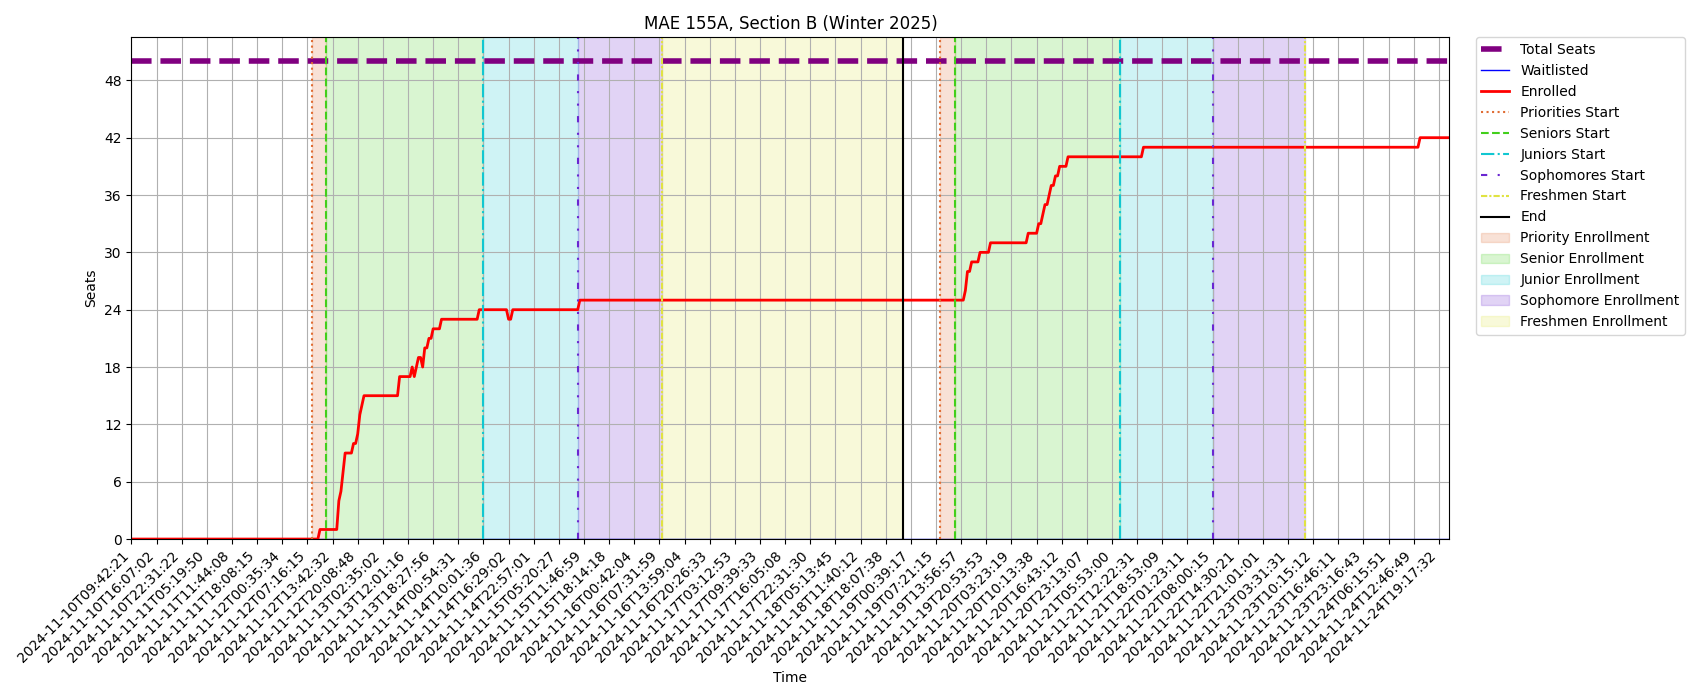 MAE 155A, Section B (Winter 2025)
Total Seats
Waitlisted
Enrolled
Priorities Start
Seniors Start
Juniors Start
Sophomores Start
Freshmen Start
End
Priority Enrollment
Senior Enrollment
Junior Enrollment
Sophomore Enrollment
Freshmen Enrollment
Seats
48
42
36
30
24
18
12
6
0
2024-11-10T09:42:21
2024-11-10T16:07:02
2024-11-10T22:31:22
2024-11-11T05:19:50
2024-11-11T11:44:08
2024-11-11T18:08:15
2024-11-12T00:35:34
2024-11-12T07:16:15
2024-11-12T13:42:32
2024-11-12T20:08:48
2024-11-13T02:35:02
2024-11-13T12:01:16
2024-11-13T18:27:56
2024-11-14T00:54:31
2024-11-14T10:01:36
2024-11-14T16:29:02
2024-11-14T22:57:01
2024-11-15T05:20:27
2024-11-15T11:46:59
2024-11-15T18:14:18
2024-11-16T00:42:04
2024-11-16T07:31:59
2024-11-16T13:59:04
2024-11-16T20:26:33
2024-11-17T03:12:53
2024-11-17T09:39:33
2024-11-17T16:05:08
2024-11-17T22:31:30
2024-11-18T05:13:45
2024-11-18T11:40:12
2024-11-18T18:07:38
2024-11-19T00:39:17
2024-11-19T07:21:15
2024-11-19T13:56:57
2024-11-19T20:53:53
2024-11-20T03:23:19
2024-11-20T10:13:38
2024-11-20T16:43:12
2024-11-20T23:13:07
2024-11-21T05:53:00
2024-11-21T12:22:31
2024-11-21T18:53:09
2024-11-22T01:23:11
2024-11-22T08:00:15
2024-11-22T14:30:21
2024-11-22T21:01:01
2024-11-23T03:31:31
2024-11-23T10:15:12
2024-11-23T16:46:11
2024-11-23T23:16:43
2024-11-24T06:15:51
2024-11-24T12:46:49
2024-11-24T19:17:32
Time